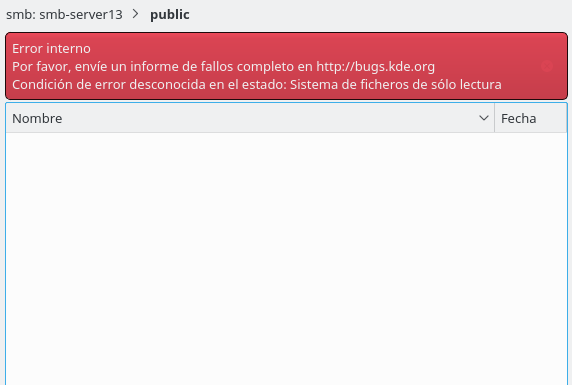 smb: smb-server13 > public
Error interno
Por favor, envíe un informe de fallos completo en http://bugs.kde.org
Condición de error desconocida en el estado: Sistema de ficheros de sólo lectura
Nombre Fecha